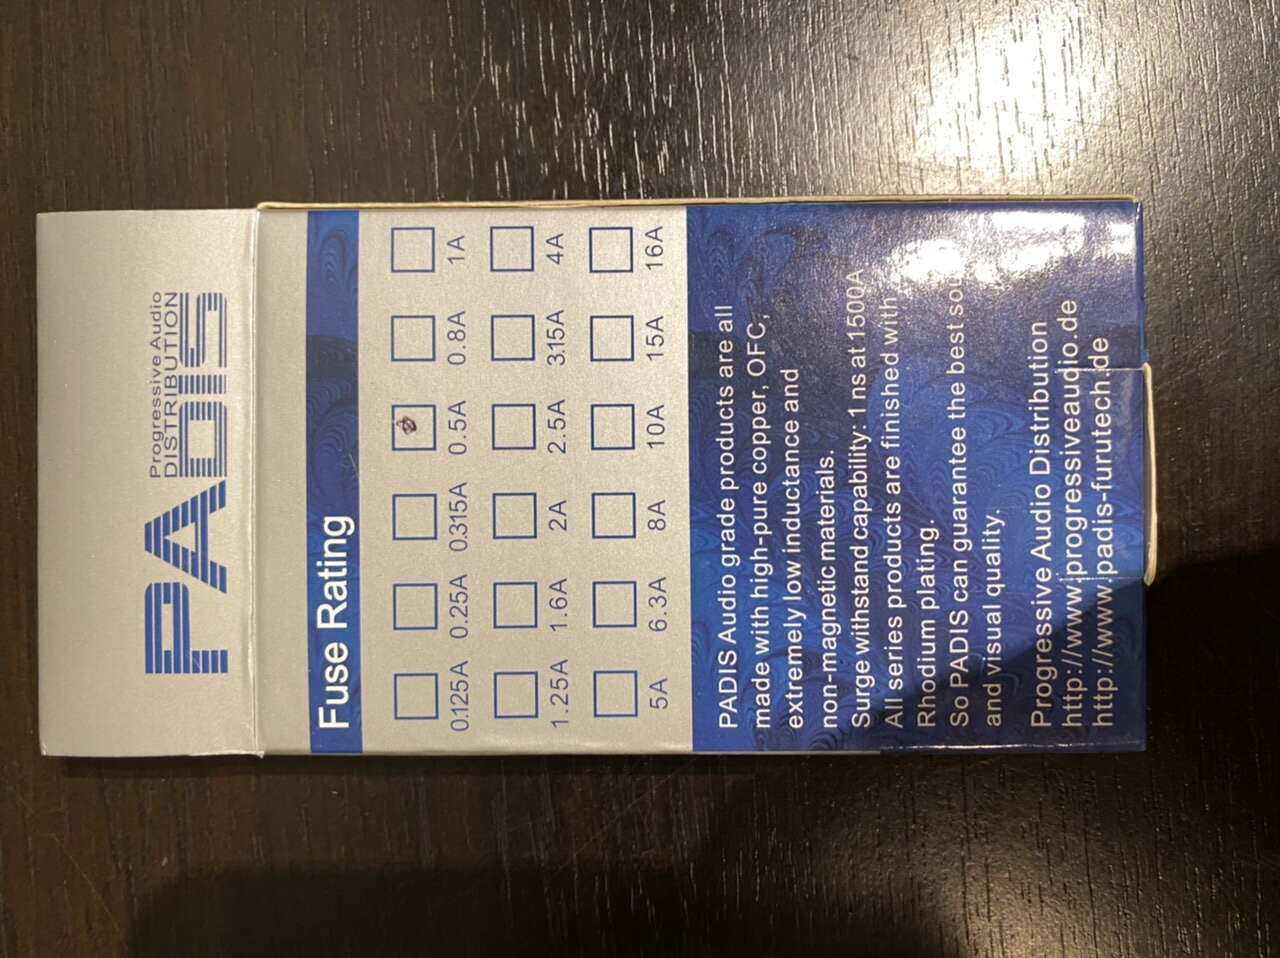 PADIS
Progressive Audio
DISTRIBUTION
Fuse Rating
0.125A 0.25A 0.315A 0.5A 0.8A 1A
1.25A 1.6A 2A 2.5A 3.15A 4A
5A 6.3A 8A 10A 15A 16A
PADIS Audio grade products are all
made with high-pure copper, OFC,
extremely low inductance and
non-magnetic materials.
Surge withstand capability: 1 ns at 1500A
All series products are finished with
Rhodium plating.
So PADIS can guarantee the best
and visual quality.
Progressive Audio Distribution
http://www.progressiveaudio.de
http://www.padis-furutech.de